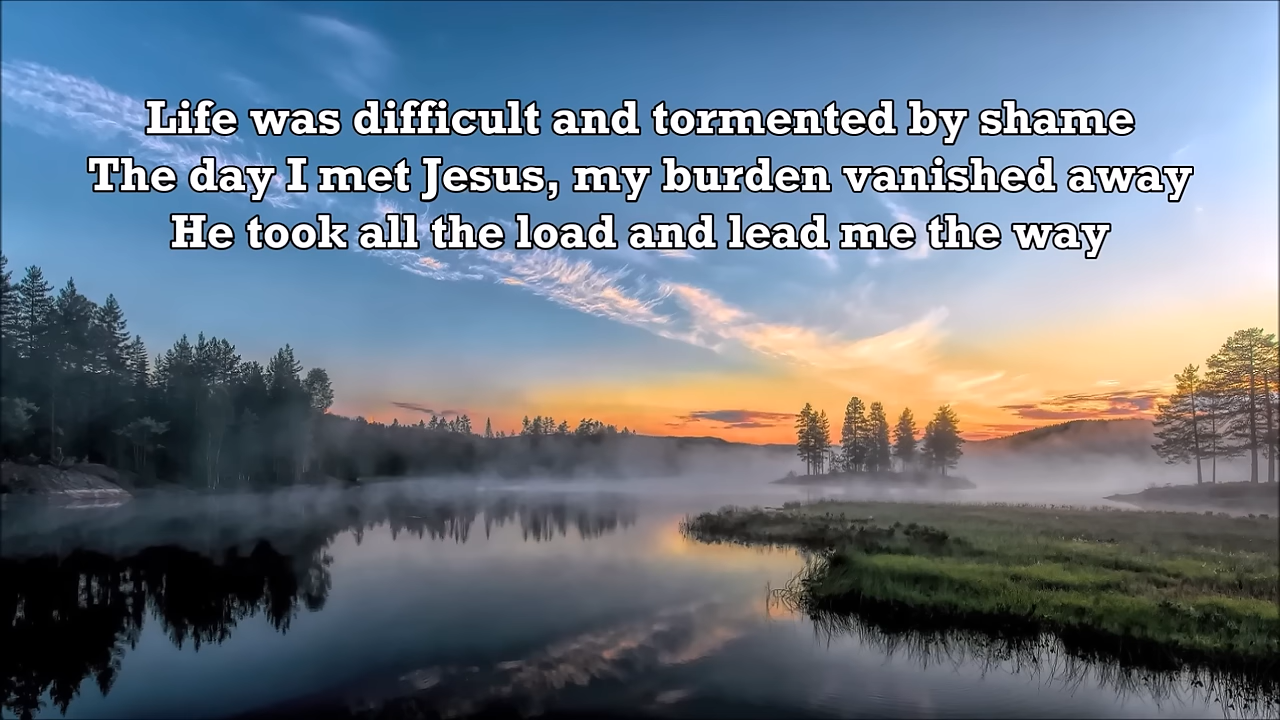 Life was difficult and tormented by shame
The day I met Jesus, my burden vanished away
He took all the load and lead me the way